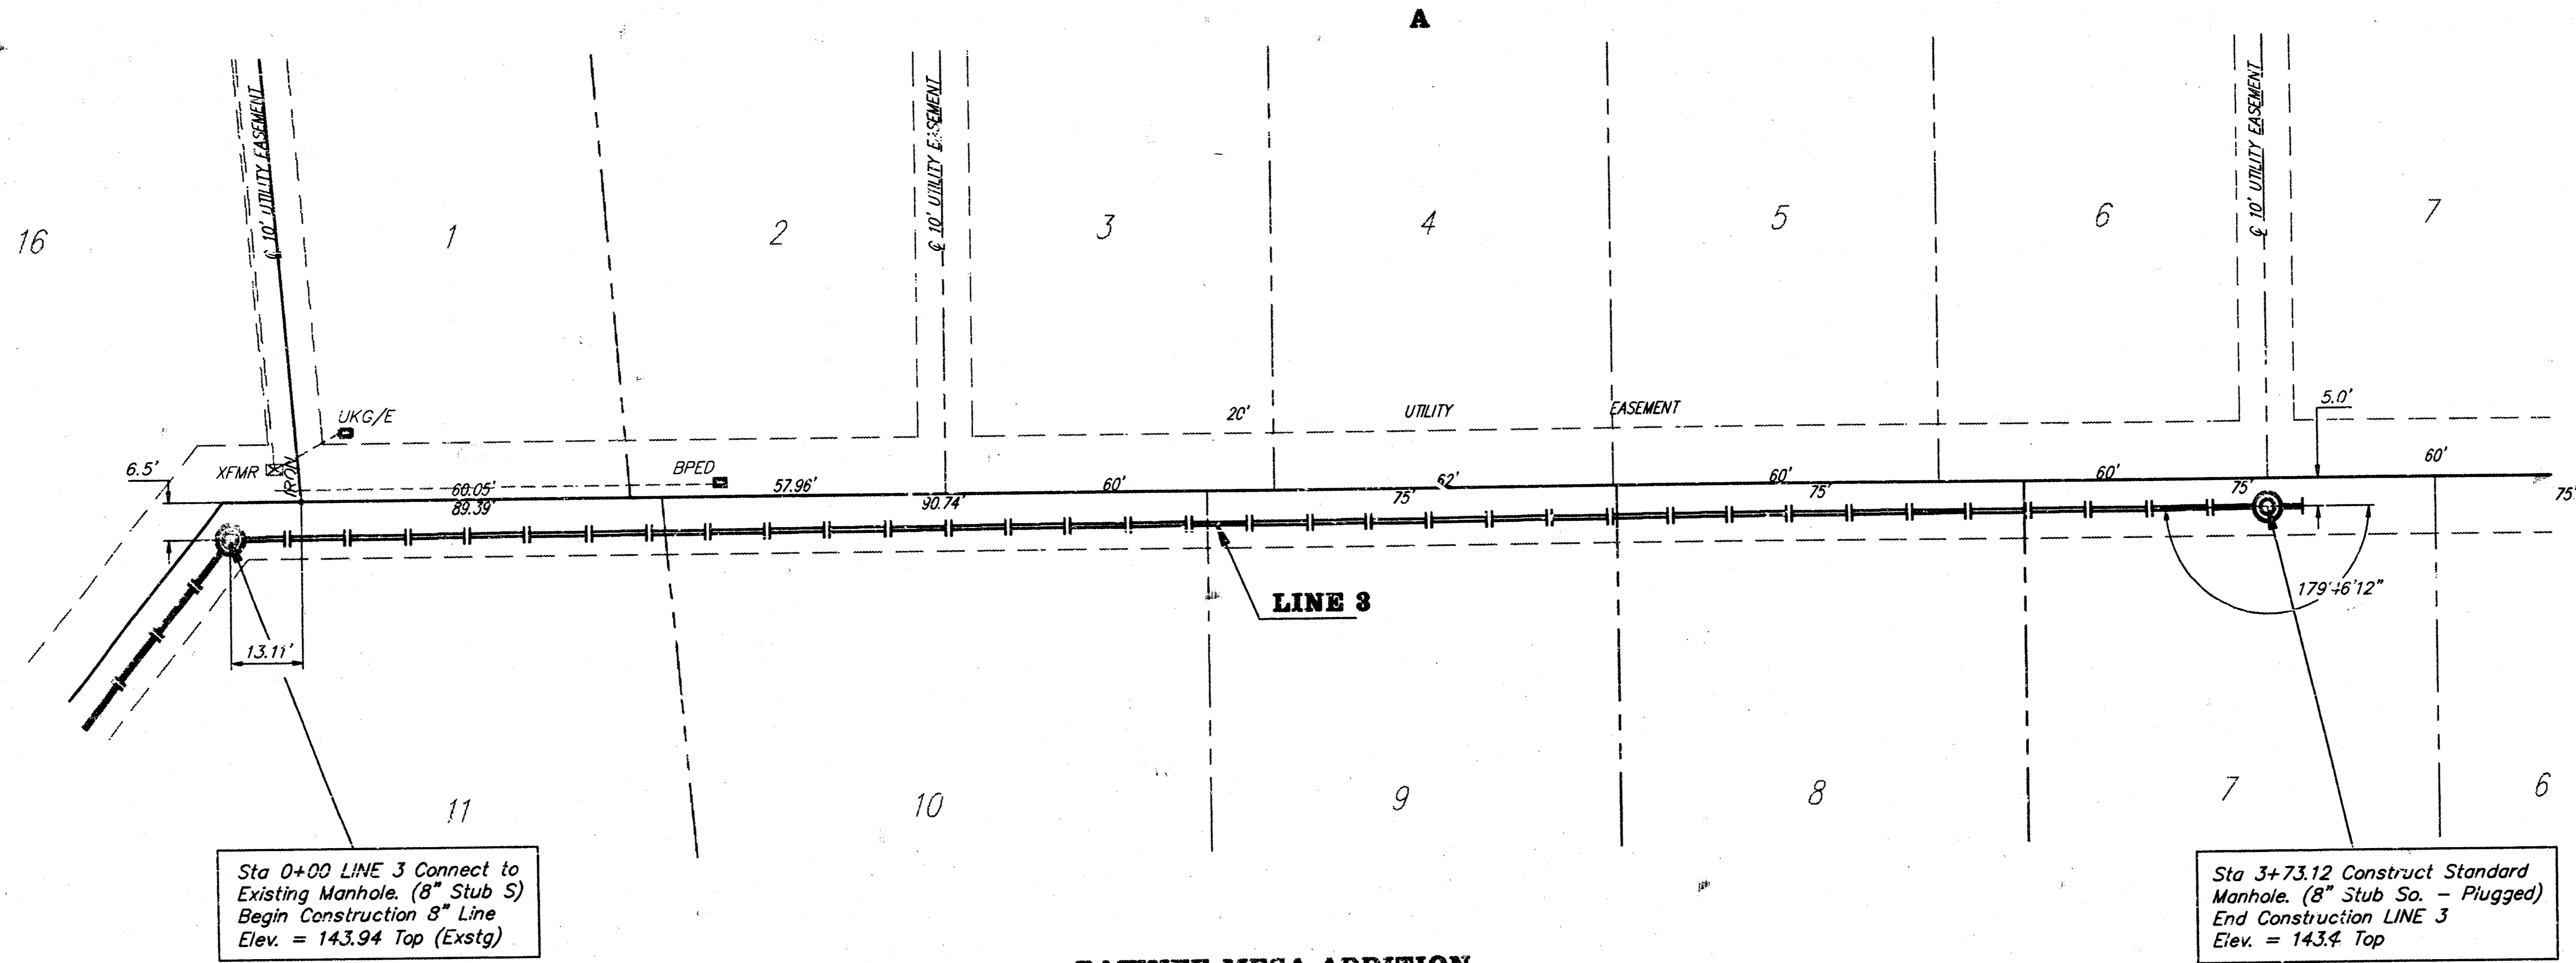 A
℄ 10' UTILITY EASEMENT
℄ 10' UTILITY EASEMENT
℄ 10' UTILITY EASEMENT
16
1
2
3
4
5
6
7
UKG/E
20'
UTILITY
EASEMENT
5.0'
6.5'
XFMR
IRON
BPED
60.05'
57.96'
60'
62'
60'
60'
60'
89.39'
90.74'
75'
75'
75'
75'
LINE 3
13.11'
11
10
9
8
7
6
Sta 0+00 LINE 3 Connect to
Existing Manhole. (8" Stub S)
Begin Construction 8" Line
Elev. = 143.94 Top (Exstg)
Sta 3+73.12 Construct Standard
Manhole. (8" Stub So. - Plugged)
End Construction LINE 3
Elev. = 143.4 Top
MESA ADDITION